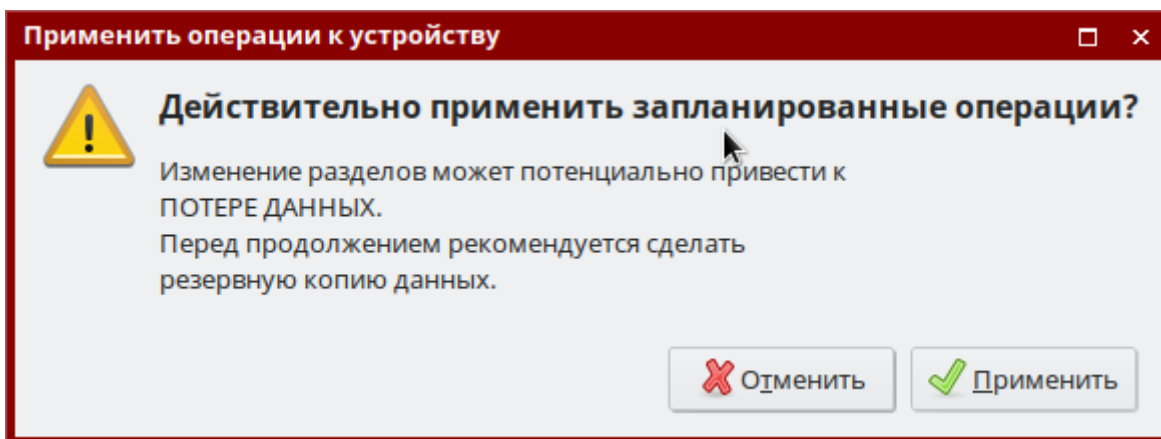 Применить операции к устройству
Действительно применить запланированные операции?
Изменение разделов может потенциально привести к
ПОТЕРЕ ДАННЫХ.
Перед продолжением рекомендуется сделать
резервную копию данных.
Отменить
Применить